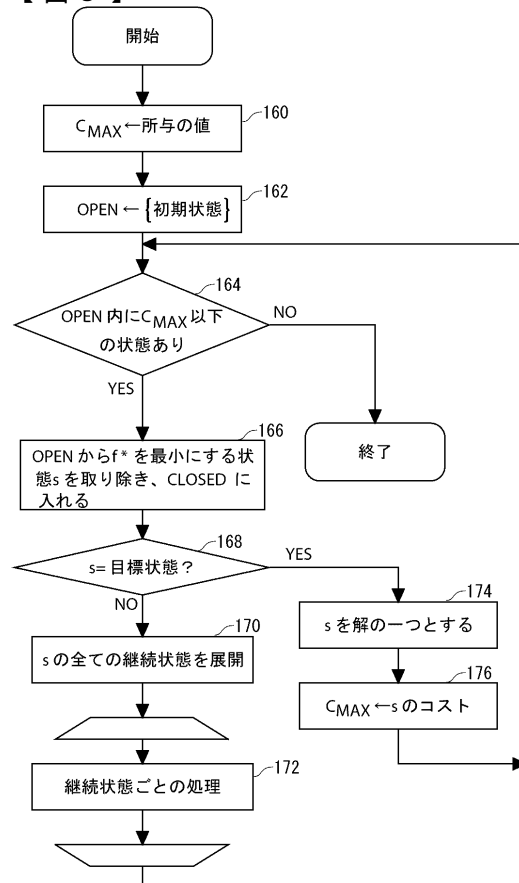 開始
CMAX←所与の値
160
OPEN ← {初期状態}
162
164
OPEN 内にCMAX 以下
の状態あり
NO
YES
166
OPEN からf * を最小にする状
態s を取り除き、CLOSED に
入れる
終了
168
s= 目標状態？
YES
NO
170
s の全ての継続状態を展開
174
s を解の一つとする
176
CMAX ←s のコスト
172
継続状態ごとの処理